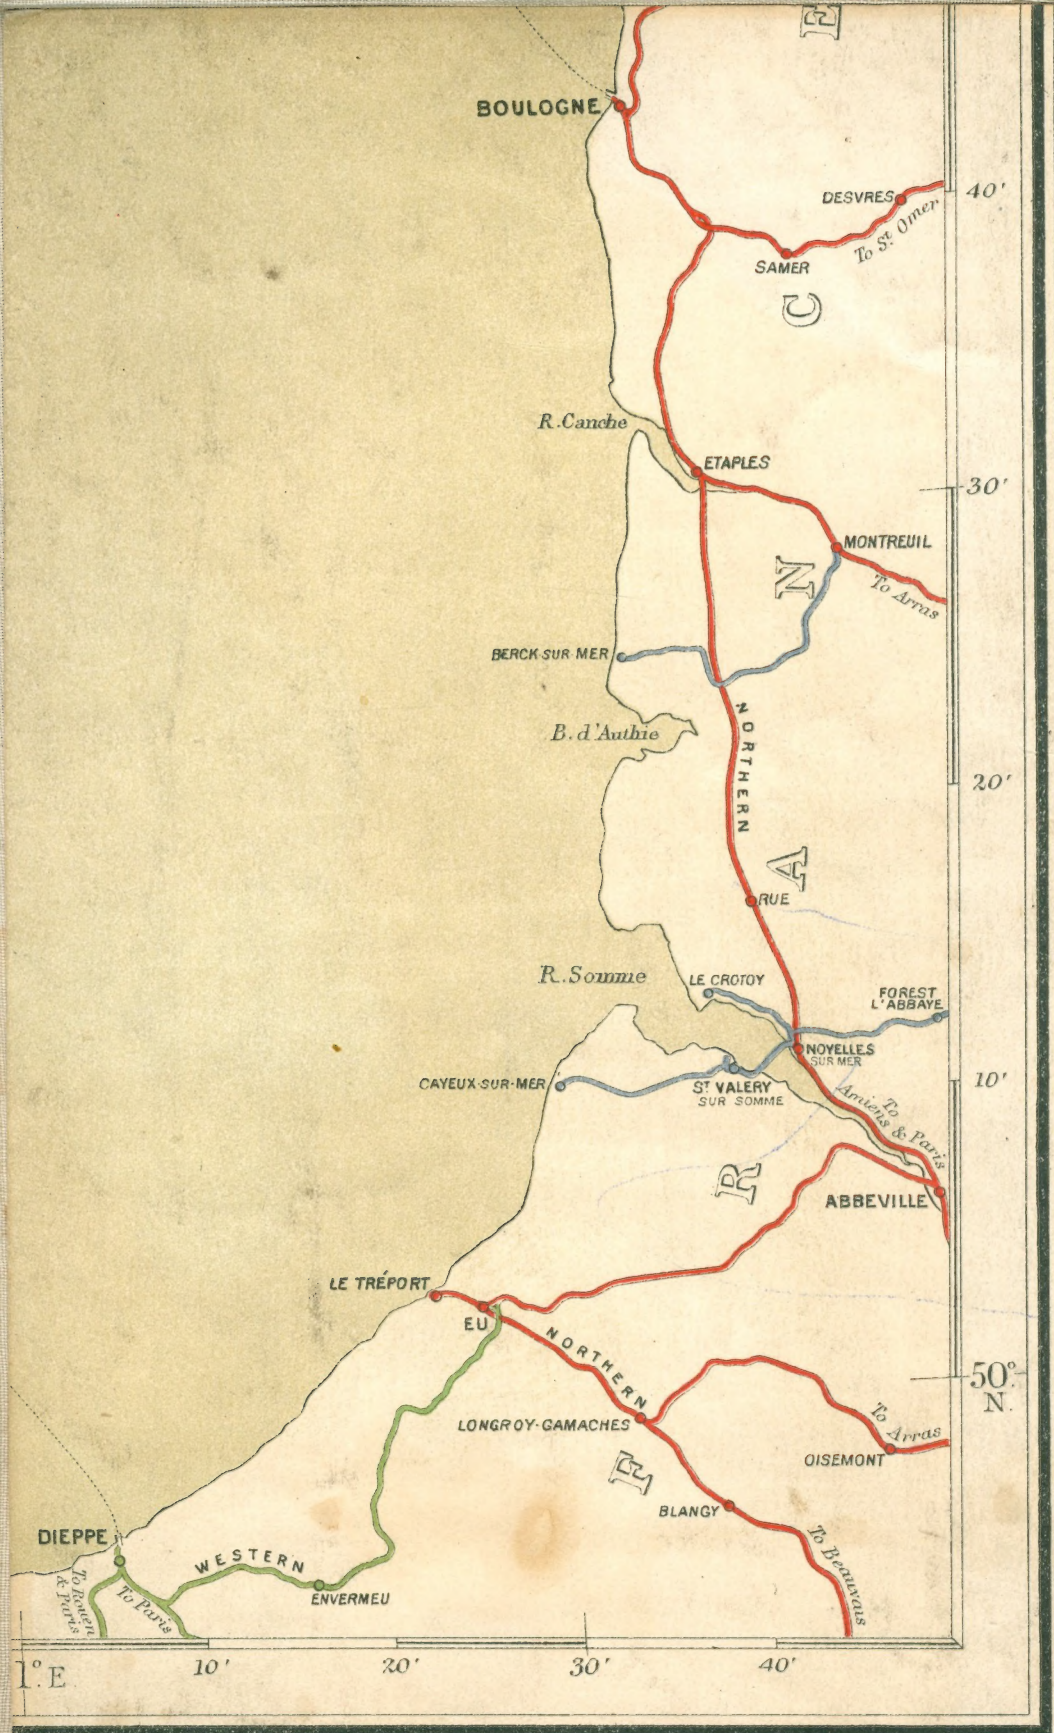 E
BOULOGNE
DESVRES
40'
To St. Omer
SAMER
C
R. Canche
ETAPLES
30'
MONTREUIL
To Arras
N
BERCK-SUR-MER
B. d'Authie
NORTHERN
20'
A
RUE
R. Somme
LE CROTOY
FOREST
L'ABBAYE
NOYELLES
SUR MER
CAYEUX-SUR-MER
ST VALERY
SUR SOMME
10'
To
Amiens & Paris
R
ABBEVILLE
LE TRÉPORT
EU
NORTHERN
50°
N.
LONGROY-GAMACHES
To
Arras
OISEMONT
F
BLANGY
To Beauvais
DIEPPE
WESTERN
ENVERMEU
To Rouen
& Paris
To Paris
1° E
10'
20'
30'
40'